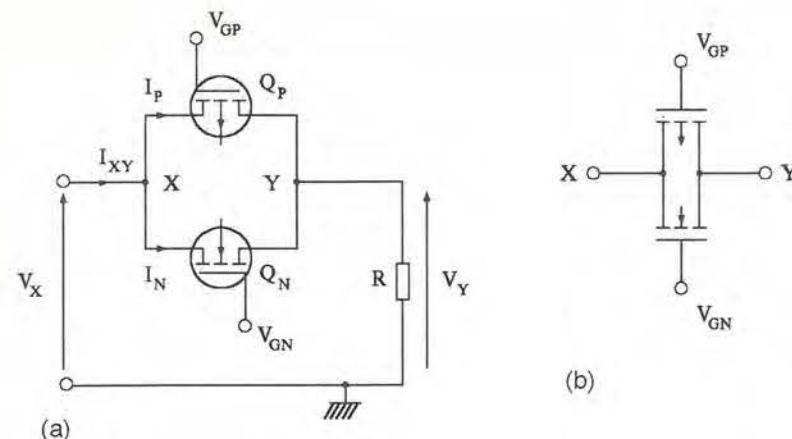 V_GP
I_P
Q_P
I_XY
X
Y
I_N
Q_N
V_X
V_GN
R
V_Y
(a)
V_GP
X
Y
V_GN
(b)